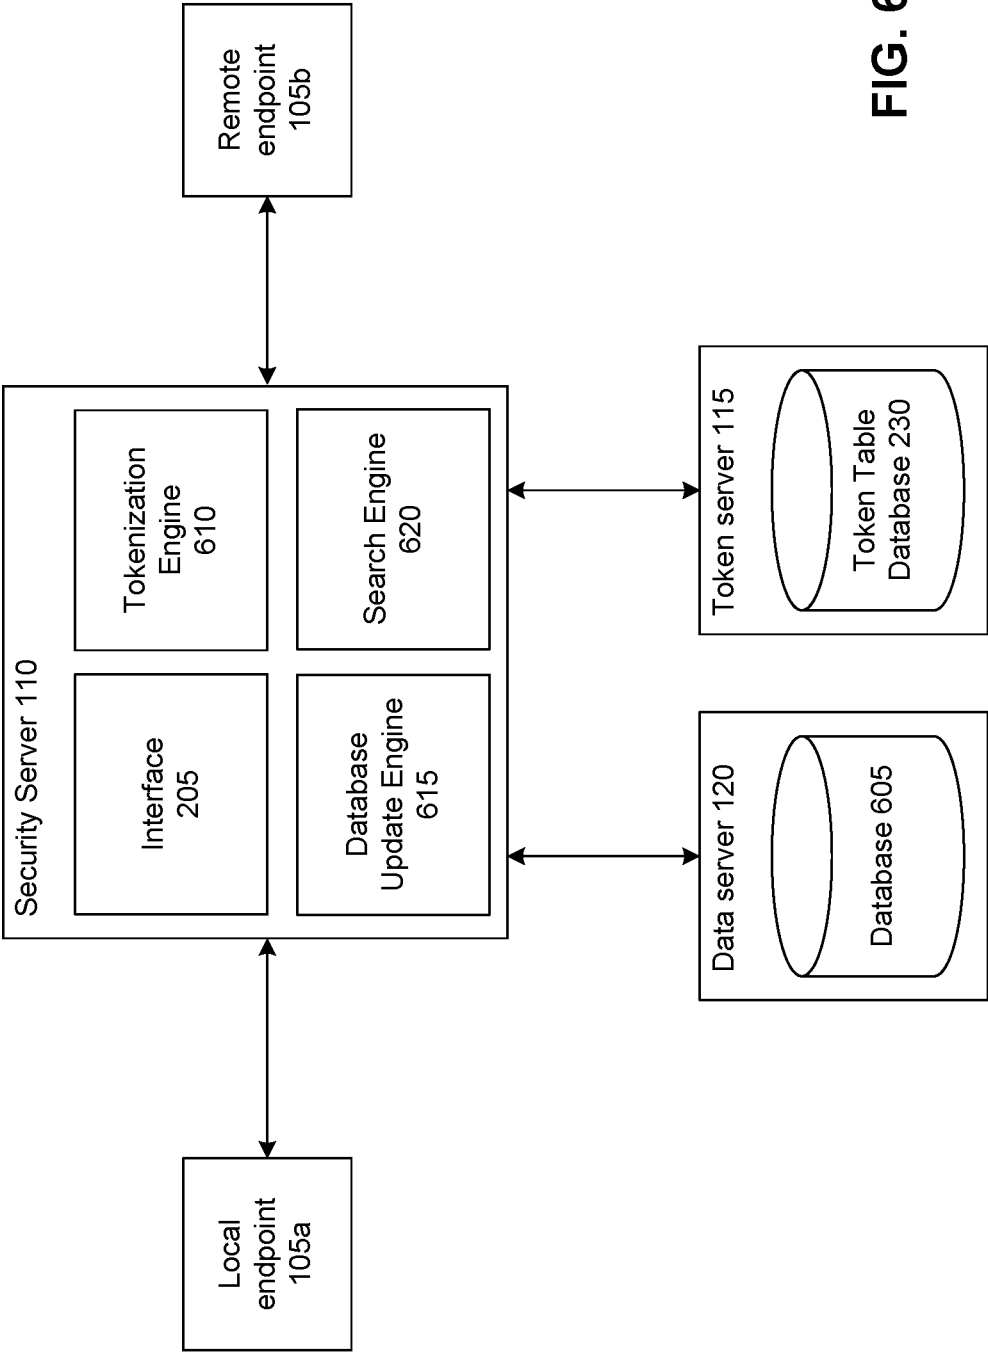 Security Server 110
Interface
205
Tokenization
Engine
610
Database
Update Engine
615
Search Engine
620
Local
endpoint
105a
Remote
endpoint
105b
Data server 120
Database 605
Token server 115
Token Table
Database 230
FIG. 6